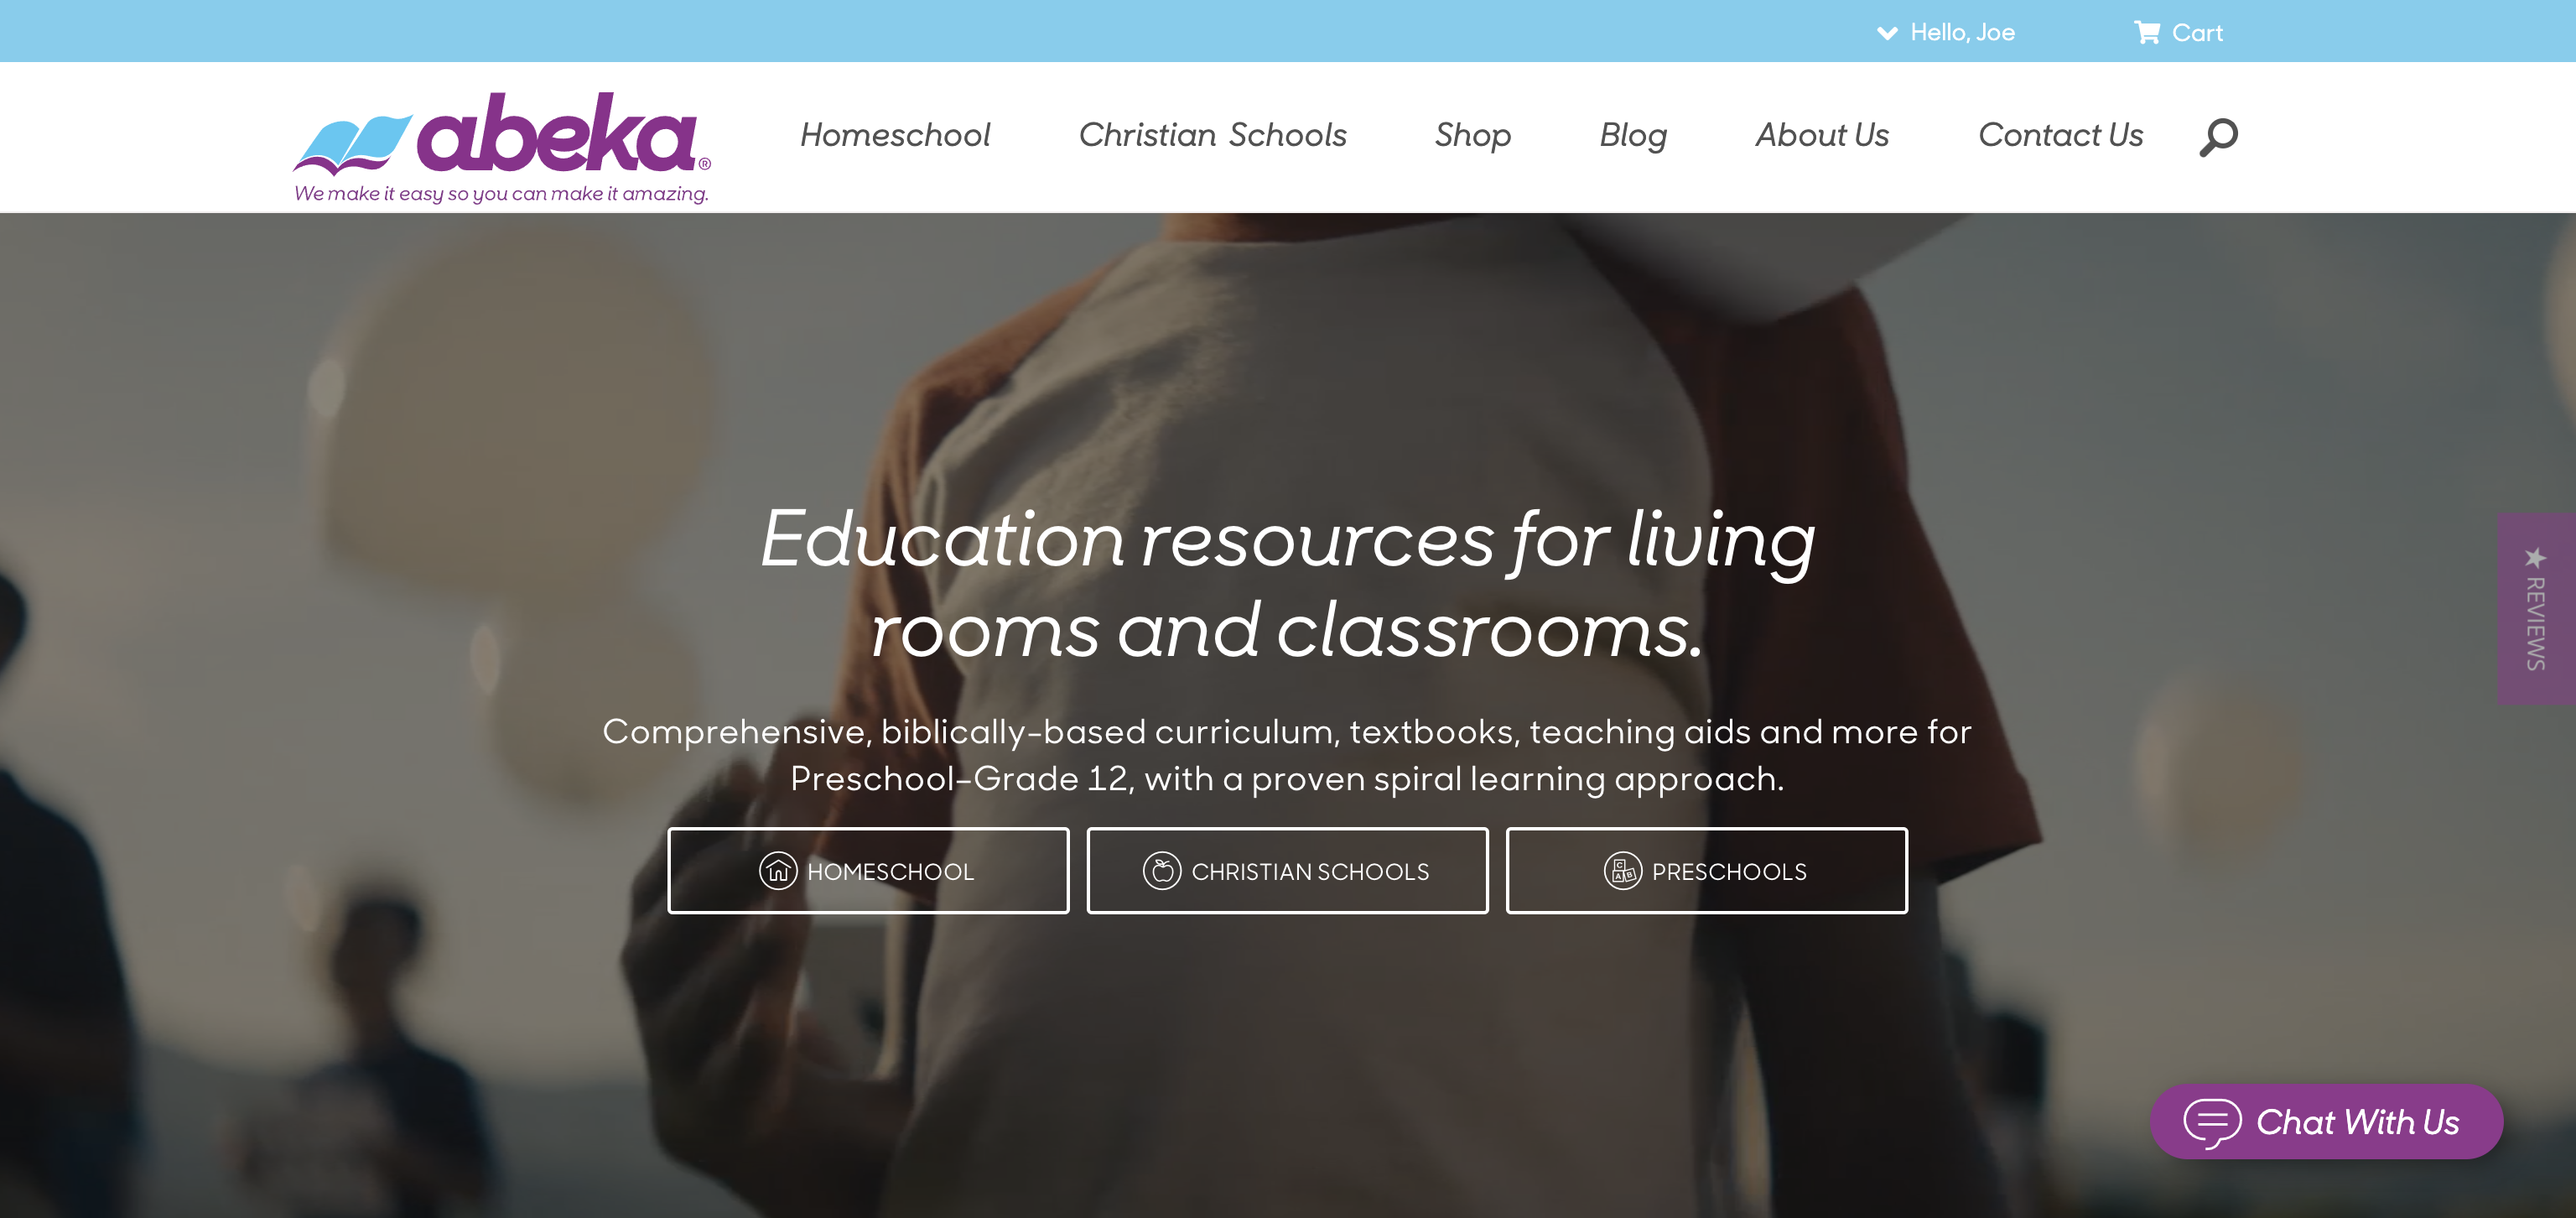 Hello, Joe
Cart
abeka®
We make it easy so you can make it amazing.
Homeschool
Christian Schools
Shop
Blog
About Us
Contact Us
Education resources for living
rooms and classrooms.
Comprehensive, biblically-based curriculum, textbooks, teaching aids and more for
Preschool–Grade 12, with a proven spiral learning approach.
HOMESCHOOL
CHRISTIAN SCHOOLS
C
A B
PRESCHOOLS
★ REVIEWS
Chat With Us